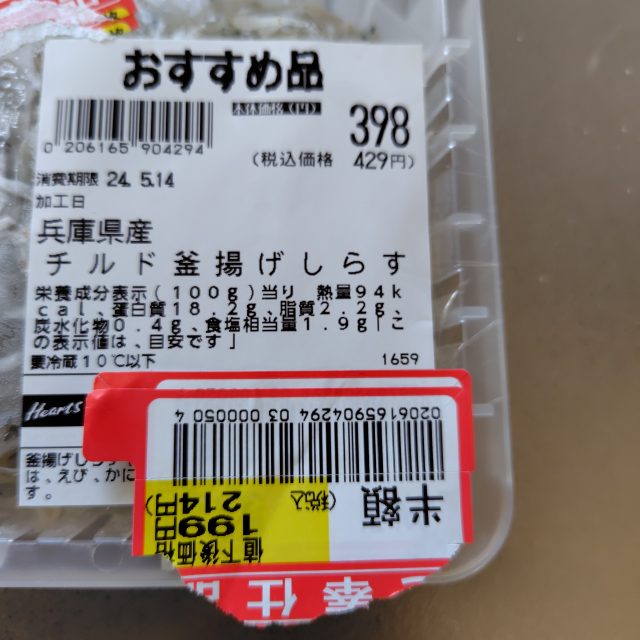 おすすめ品
本体価格(円)
0 206165 904294
398
(税込価格 429円)
消費期限 24. 5.14
加工日
兵庫県産
チルド釜揚げしらす
栄養成分表示(100g)当り 熱量94k
cal、蛋白質18.2g、脂質2.2g、
炭水化物0.4g、食塩相当量1.9g「こ
の表示値は、目安です」
要冷蔵10℃以下
1659
Heart's
釜揚げしらす
は、えび、かに
す。
0206165904294 03 0000504
半額
(税込)
214円
199円
値下後価格
奉仕品